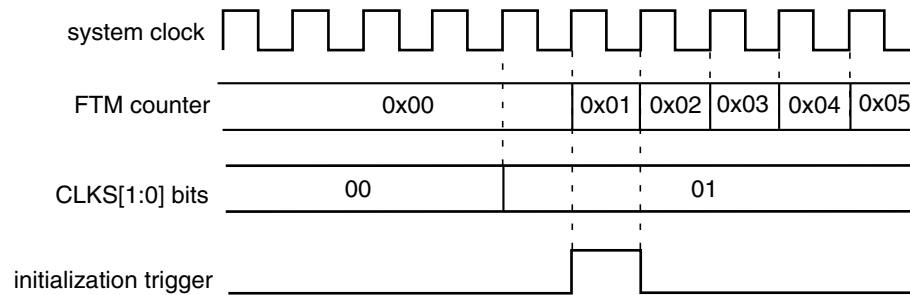 system clock
FTM counter 0x00 0x01 0x02 0x03 0x04 0x05
CLKS[1:0] bits 00 01
initialization trigger